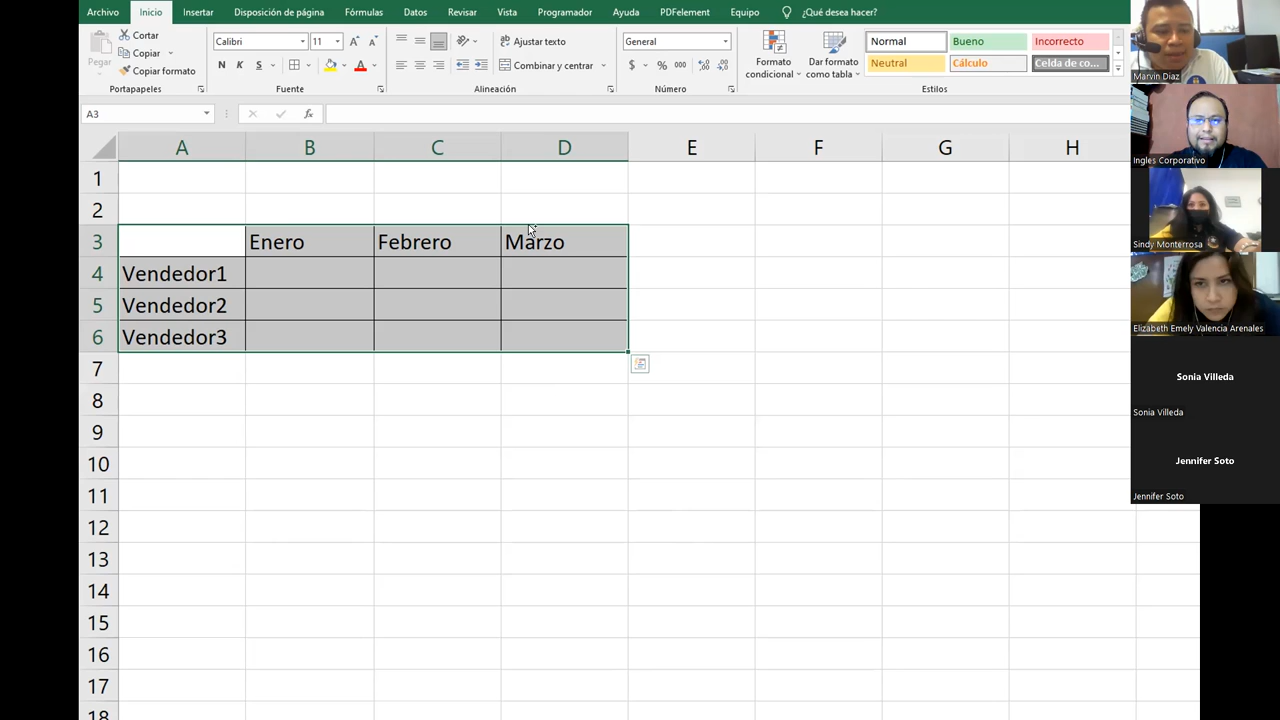 Archivo Inicio Insertar Disposición de página Fórmulas Datos Revisar Vista Programador Ayuda PDFelement Equipo ¿Qué desea hacer?
Pegar
Cortar
Copiar
Copiar formato
Portapapeles
Calibri 11
N K S
Fuente
Ajustar texto
Combinar y centrar
Alineación
General
$ % 000
Número
Formato condicional
Dar formato como tabla
Normal Bueno Incorrecto
Neutral Cálculo Celda de co...
Estilos
A3 fx
A B C D E F G H
1
2
3 Enero Febrero Marzo
4 Vendedor1
5 Vendedor2
6 Vendedor3
7
8
9
10
11
12
13
14
15
16
17
18
Marvin Diaz
Ingles Corporativo
Sindy Monterrosa
Elizabeth Emely Valencia Arenales
Sonia Villeda
Sonia Villeda
Jennifer Soto
Jennifer Soto